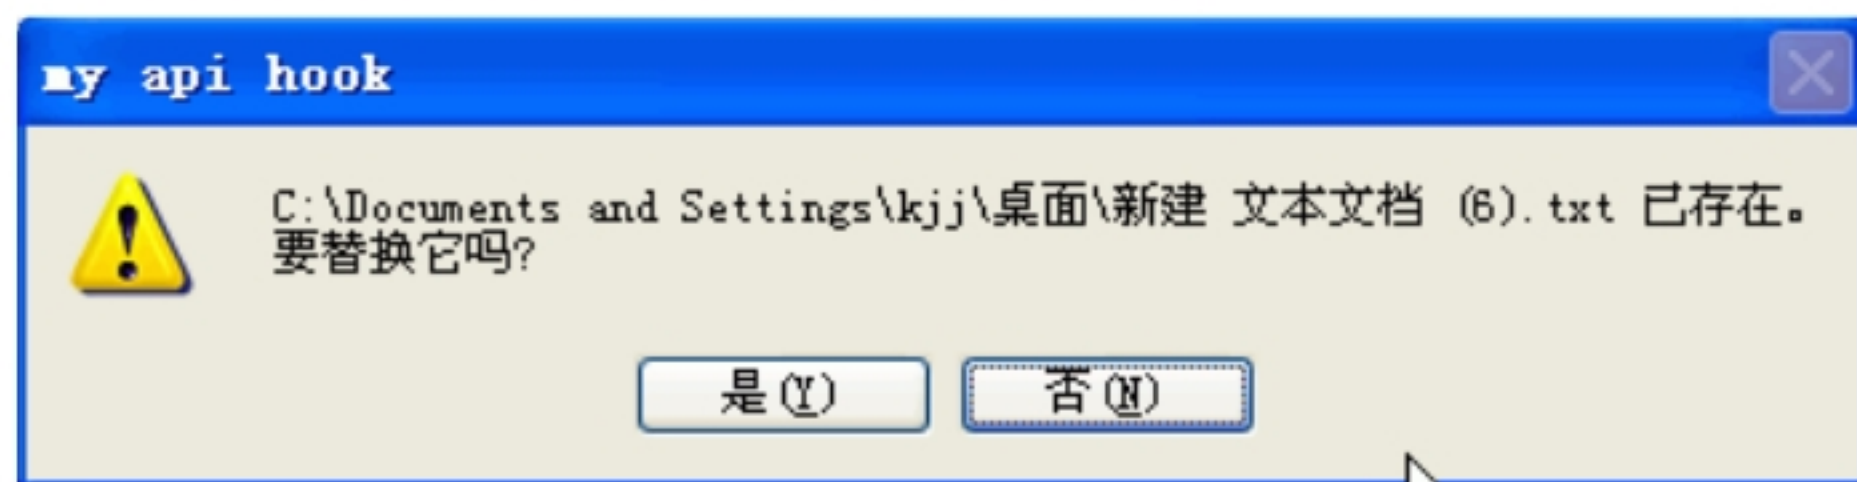 my api hook
C:\Documents and Settings\kjj\桌面\新建 文本文档 (6).txt 已存在。
要替换它吗?
是(Y) 否(N)